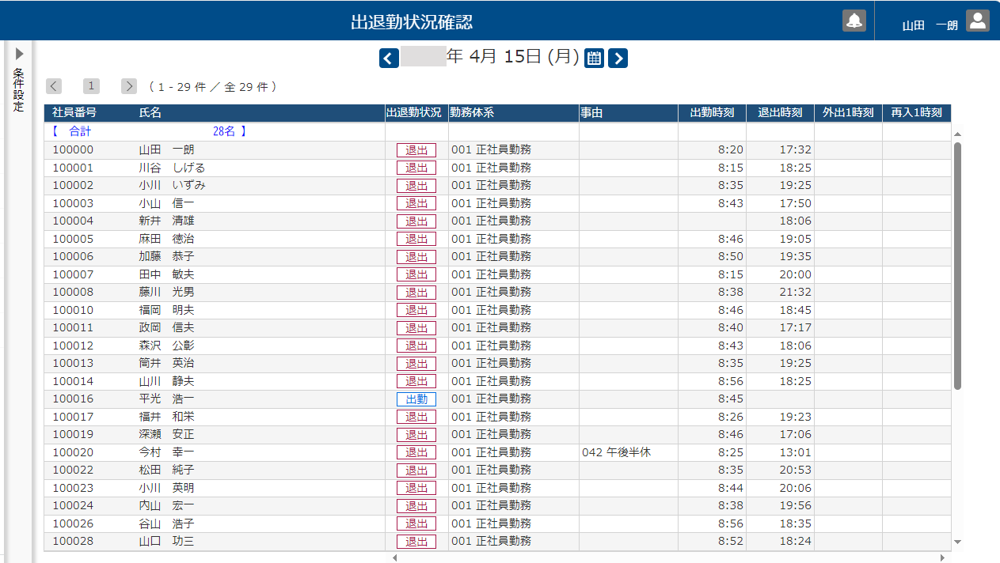 出退勤状況確認
山田　一朗
条件設定
年 4月 15日 (月)
1 （ 1 - 29 件 ／ 全 29 件 ）
社員番号 氏名 出退勤状況 勤務体系 事由 出勤時刻 退出時刻 外出1時刻 再入1時刻
【　合計 28名 】
100000 山田　一朗 退出 001 正社員勤務 8:20 17:32
100001 川谷　しげる 退出 001 正社員勤務 8:15 18:25
100002 小川　いずみ 退出 001 正社員勤務 8:35 19:25
100003 小山　信一 退出 001 正社員勤務 8:43 17:50
100004 新井　清雄 退出 001 正社員勤務 18:06
100005 麻田　徳治 退出 001 正社員勤務 8:46 19:05
100006 加藤　恭子 退出 001 正社員勤務 8:50 19:35
100007 田中　敏夫 退出 001 正社員勤務 8:15 20:00
100008 藤川　光男 退出 001 正社員勤務 8:38 21:32
100010 福岡　明夫 退出 001 正社員勤務 8:46 18:45
100011 政岡　信夫 退出 001 正社員勤務 8:40 17:17
100012 森沢　公彰 退出 001 正社員勤務 8:43 18:06
100013 筒井　英治 退出 001 正社員勤務 8:35 19:25
100014 山川　静夫 退出 001 正社員勤務 8:56 18:25
100016 平光　浩一 出勤 001 正社員勤務 8:45
100017 福井　和栄 退出 001 正社員勤務 8:26 19:23
100019 深瀬　安正 退出 001 正社員勤務 8:46 17:06
100020 今村　幸一 退出 001 正社員勤務 042 午後半休 8:25 13:01
100022 松田　純子 退出 001 正社員勤務 8:35 20:53
100023 小川　英明 退出 001 正社員勤務 8:44 20:06
100024 内山　宏一 退出 001 正社員勤務 8:38 19:56
100026 谷山　浩子 退出 001 正社員勤務 8:56 18:35
100028 山口　功三 退出 001 正社員勤務 8:52 18:24